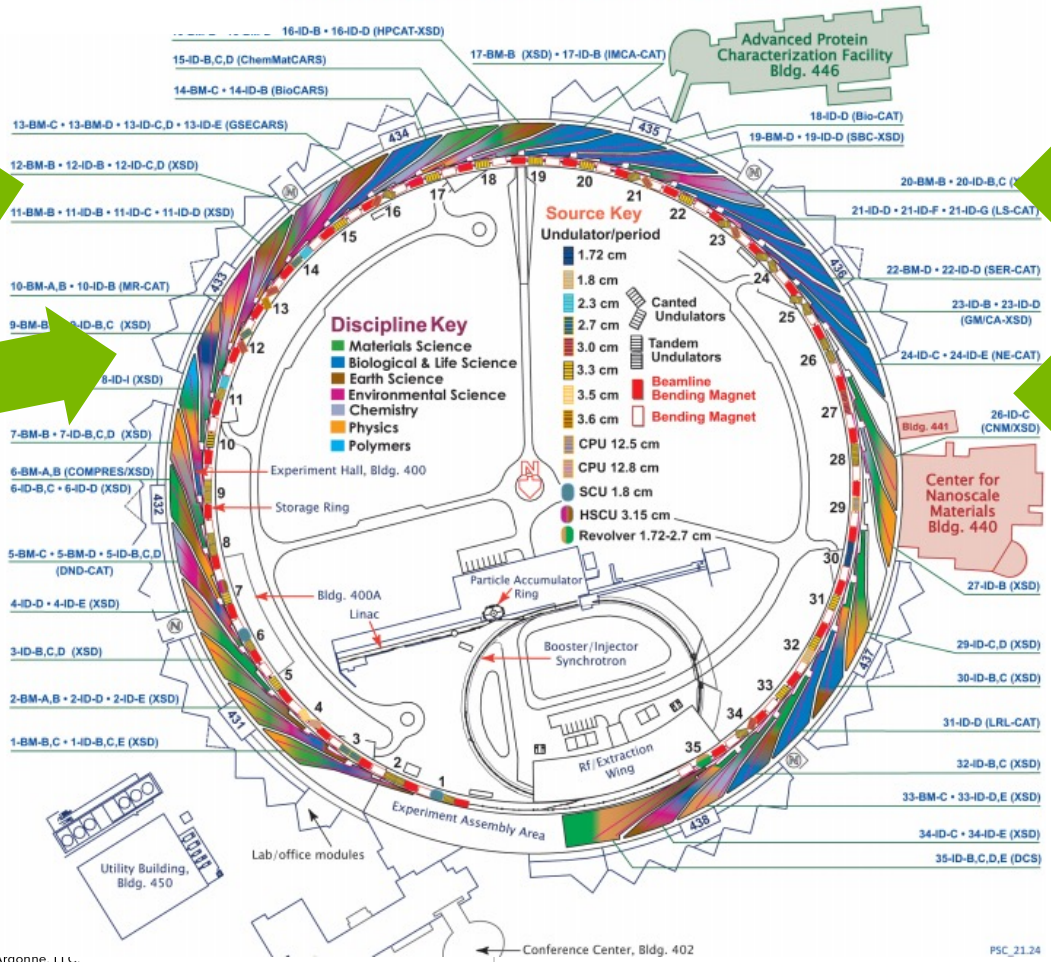 16-ID-B • 16-ID-D (HPCAT-XSD)
17-BM-B (XSD) • 17-ID-B (IMCA-CAT)
15-ID-B,C,D (ChemMatCARS)
14-BM-C • 14-ID-B (BioCARS)
13-BM-C • 13-BM-D • 13-ID-C,D • 13-ID-E (GSECARS)
12-BM-B • 12-ID-B • 12-ID-C,D (XSD)
11-BM-B • 11-ID-B • 11-ID-C • 11-ID-D (XSD)
10-BM-A,B • 10-ID-B (MR-CAT)
9-BM-B
9-ID-B,C (XSD)
8-ID-I (XSD)
7-BM-B • 7-ID-B,C,D (XSD)
6-BM-A,B (COMPRES/XSD)
6-ID-B,C • 6-ID-D (XSD)
5-BM-C • 5-BM-D • 5-ID-B,C,D
(DND-CAT)
4-ID-D • 4-ID-E (XSD)
3-ID-B,C,D (XSD)
2-BM-A,B • 2-ID-D • 2-ID-E (XSD)
1-BM-B,C • 1-ID-B,C,E (XSD)
Advanced Protein
Characterization Facility
Bldg. 446
18-ID-D (Bio-CAT)
19-BM-D • 19-ID-D (SBC-XSD)
20-BM-B • 20-ID-B,C
21-ID-D • 21-ID-F • 21-ID-G (LS-CAT)
22-BM-D • 22-ID-D (SER-CAT)
23-ID-B • 23-ID-D
(GM/CA-XSD)
24-ID-C • 24-ID-E (NE-CAT)
26-ID-C
(CNM/XSD)
Bldg. 441
Center for
Nanoscale
Materials
Bldg. 440
27-ID-B (XSD)
29-ID-C,D (XSD)
30-ID-B,C (XSD)
31-ID-D (LRL-CAT)
32-ID-B,C (XSD)
33-BM-C • 33-ID-D,E (XSD)
34-ID-C • 34-ID-E (XSD)
35-ID-B,C,D,E (DCS)
431
432
433
434
435
436
437
438
N
N
N
N
N
1
2
3
4
5
6
7
8
9
10
11
12
13
14
15
16
17
18
19
20
21
22
23
24
25
26
27
28
29
30
31
32
33
34
35
Source Key
Undulator/period
1.72 cm
1.8 cm
2.3 cm
2.7 cm
3.0 cm
3.3 cm
3.5 cm
3.6 cm
CPU 12.5 cm
CPU 12.8 cm
SCU 1.8 cm
HSCU 3.15 cm
Revolver 1.72-2.7 cm
Canted
Undulators
Tandem
Undulators
Beamline
Bending Magnet
Bending Magnet
Discipline Key
Materials Science
Biological & Life Science
Earth Science
Environmental Science
Chemistry
Physics
Polymers
Experiment Hall, Bldg. 400
Storage Ring
Bldg. 400A
Linac
Particle Accumulator
Ring
Booster/Injector
Synchrotron
Rf/Extraction
Wing
Experiment Assembly Area
Lab/office modules
Utility Building,
Bldg. 450
Conference Center, Bldg. 402
PSC_21.24